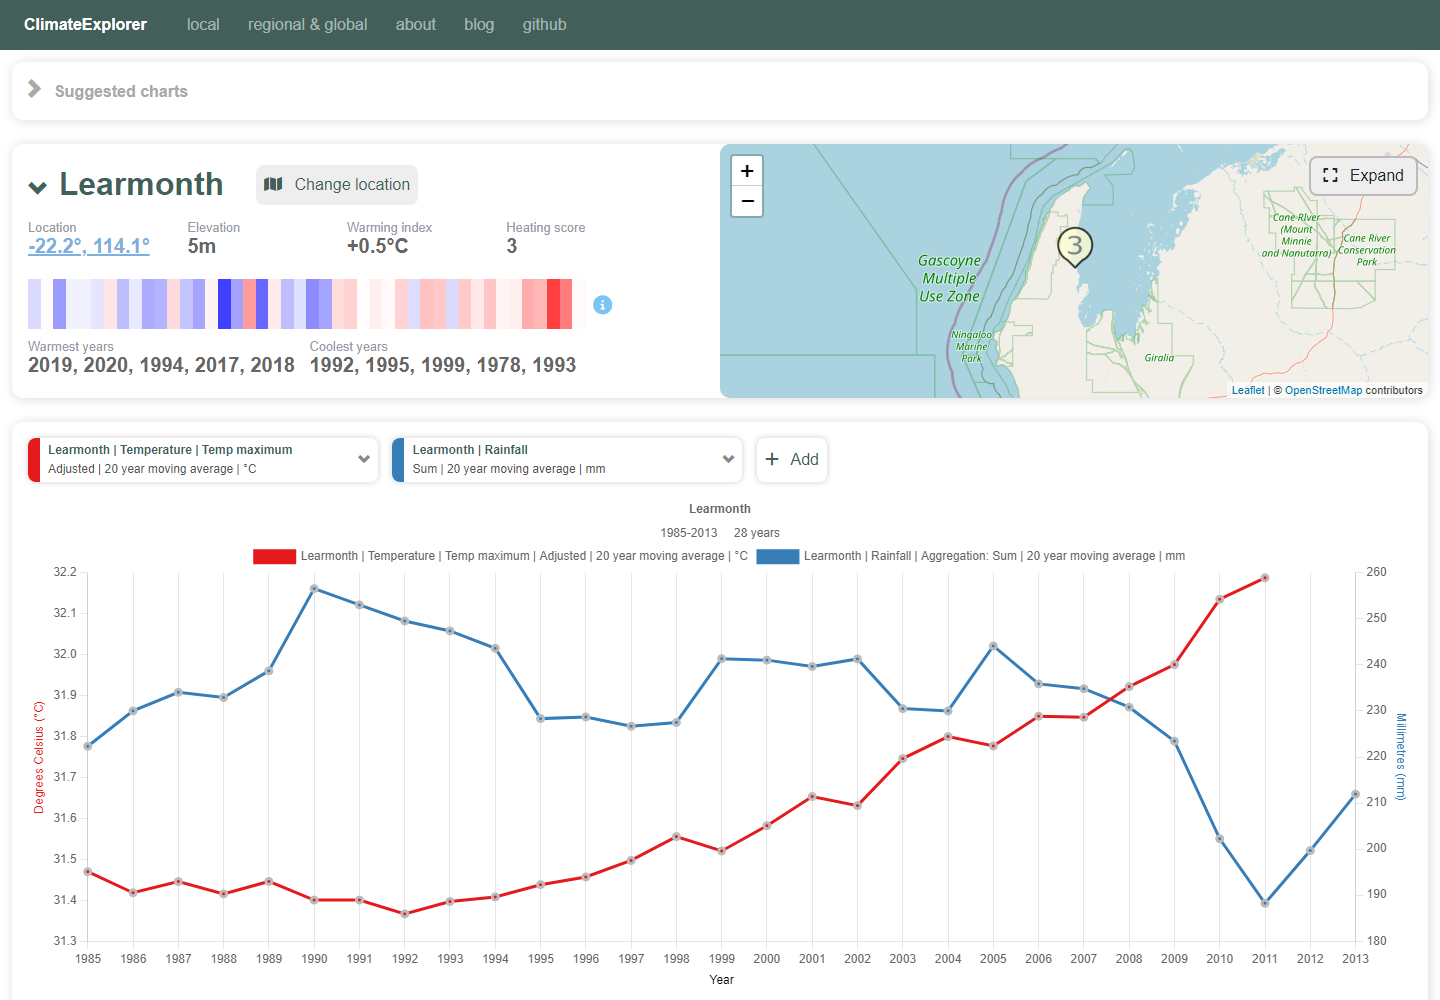 ClimateExplorer local regional & global about blog github
Suggested charts
Learmonth
Change location
Location Elevation Warming index Heating score
-22.2°, 114.1° 5m +0.5°C 3
Warmest years Coolest years
2019, 2020, 1994, 2017, 2018 1992, 1995, 1999, 1978, 1993
+
−
Expand
3
Gascoyne
Multiple
Use Zone
Ningaloo
Marine
Park
Giralia
Cane River
(Mount
Minnie
and Nanutarra)
Cane River
Conservation
Park
Leaflet | © OpenStreetMap contributors
Learmonth | Temperature | Temp maximum
Adjusted | 20 year moving average | °C
Learmonth | Rainfall
Sum | 20 year moving average | mm
+ Add
Learmonth
1985-2013 28 years
Learmonth | Temperature | Temp maximum | Adjusted | 20 year moving average | °C
Learmonth | Rainfall | Aggregation: Sum | 20 year moving average | mm
Degrees Celsius (°C)
32.2
32.1
32.0
31.9
31.8
31.7
31.6
31.5
31.4
31.3
260
250
240
230
220
210
200
190
180
Millimetres (mm)
1985 1986 1987 1988 1989 1990 1991 1992 1993 1994 1995 1996 1997 1998 1999 2000 2001 2002 2003 2004 2005 2006 2007 2008 2009 2010 2011 2012 2013
Year